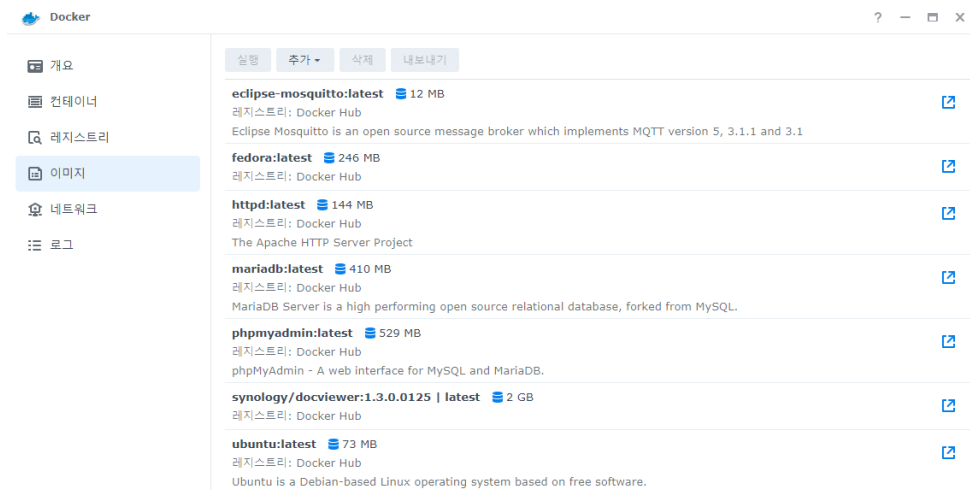 Docker
?
개요
컨테이너
레지스트리
이미지
네트워크
로그
실행 추가 삭제 내보내기
eclipse-mosquitto:latest 12 MB
레지스트리: Docker Hub
Eclipse Mosquitto is an open source message broker which implements MQTT version 5, 3.1.1 and 3.1
fedora:latest 246 MB
레지스트리: Docker Hub
httpd:latest 144 MB
레지스트리: Docker Hub
The Apache HTTP Server Project
mariadb:latest 410 MB
레지스트리: Docker Hub
MariaDB Server is a high performing open source relational database, forked from MySQL.
phpmyadmin:latest 529 MB
레지스트리: Docker Hub
phpMyAdmin - A web interface for MySQL and MariaDB.
synology/docviewer:1.3.0.0125 | latest 2 GB
레지스트리: Docker Hub
ubuntu:latest 73 MB
레지스트리: Docker Hub
Ubuntu is a Debian-based Linux operating system based on free software.